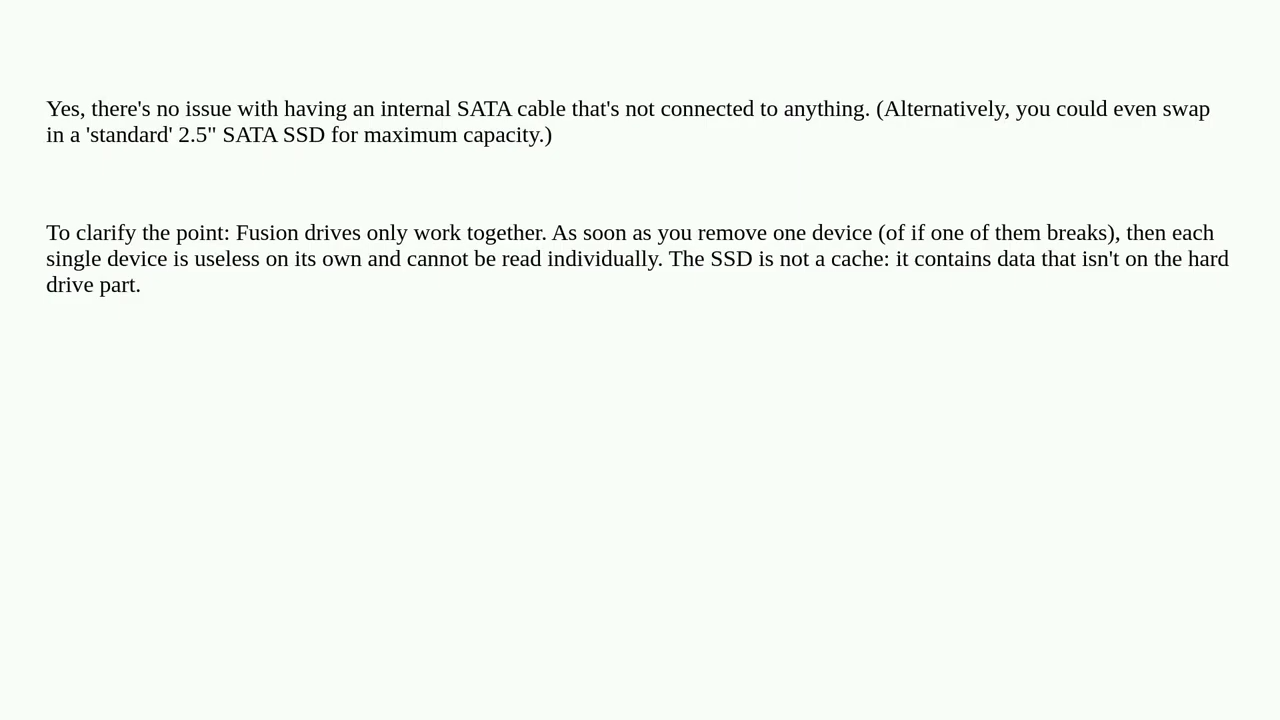 Yes, there's no issue with having an internal SATA cable that's not connected to anything. (Alternatively, you could even swap
in a 'standard' 2.5" SATA SSD for maximum capacity.)
To clarify the point: Fusion drives only work together. As soon as you remove one device (of if one of them breaks), then each
single device is useless on its own and cannot be read individually. The SSD is not a cache: it contains data that isn't on the hard
drive part.